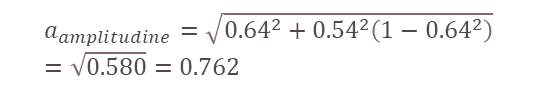 a_amplitudine = √(0.64² + 0.54²(1 − 0.64²))
= √0.580 = 0.762